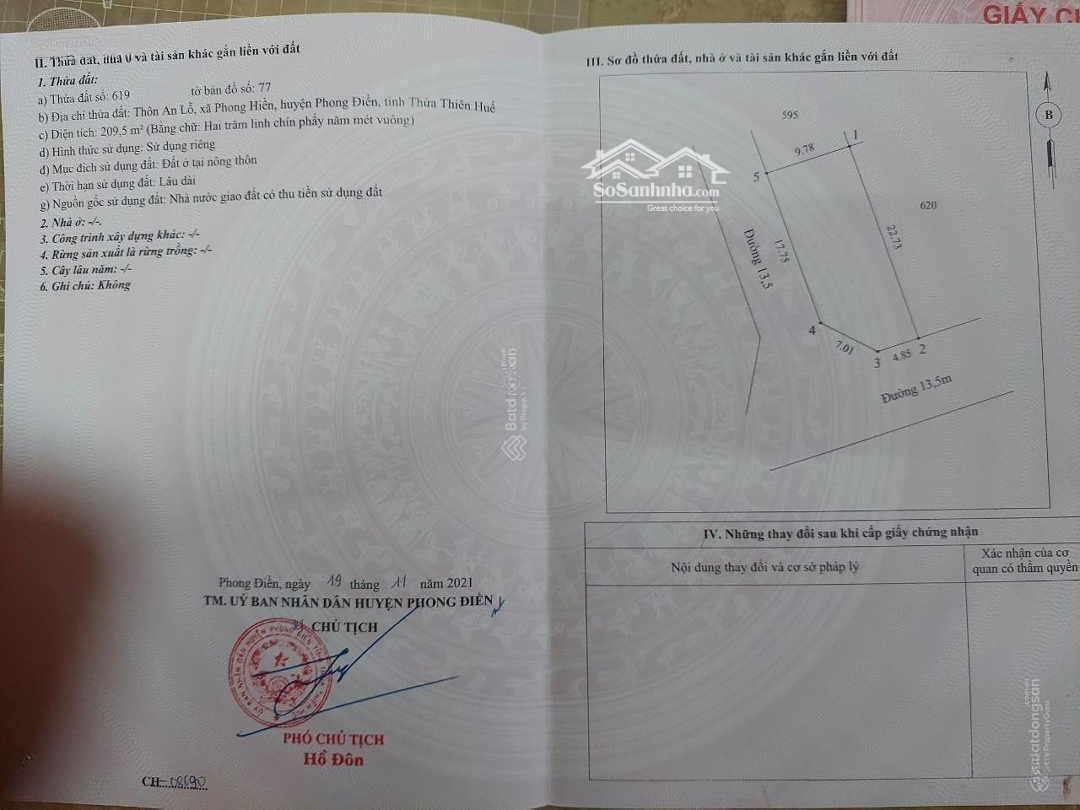 GIẤY C
II. Thửa đất, nhà ở và tài sản khác gắn liền với đất
1. Thửa đất:
a) Thửa đất số: 619 tờ bản đồ số: 77
b) Địa chỉ thửa đất: Thôn An Lỗ, xã Phong Hiền, huyện Phong Điền, tỉnh Thừa Thiên Huế
c) Diện tích: 209,5 m² (Bằng chữ: Hai trăm linh chín phẩy năm mét vuông)
d) Hình thức sử dụng: Sử dụng riêng
đ) Mục đích sử dụng đất: Đất ở tại nông thôn
e) Thời hạn sử dụng đất: Lâu dài
g) Nguồn gốc sử dụng đất: Nhà nước giao đất có thu tiền sử dụng đất
2. Nhà ở: -/-.
3. Công trình xây dựng khác: -/-
4. Rừng sản xuất là rừng trồng: -/-
5. Cây lâu năm: -/-
6. Ghi chú: Không
Phong Điền, ngày 19 tháng 11 năm 2021
TM. UỶ BAN NHÂN DÂN HUYỆN PHONG ĐIỀN
CHỦ TỊCH
PHÓ CHỦ TỊCH
Hồ Đôn
CH 08690
III. Sơ đồ thửa đất, nhà ở và tài sản khác gắn liền với đất
B
595
1
9.78
5
620
22.73
17.75
Đường 13,5
4
7.01
3
4.85
2
Đường 13,5m
SoSanhnha.com
Great choice for you
Batdongsan
by PropertyGuru
IV. Những thay đổi sau khi cấp giấy chứng nhận
Nội dung thay đổi và cơ sở pháp lý
Xác nhận của cơ
quan có thẩm quyền
Batdongsan
by PropertyGuru